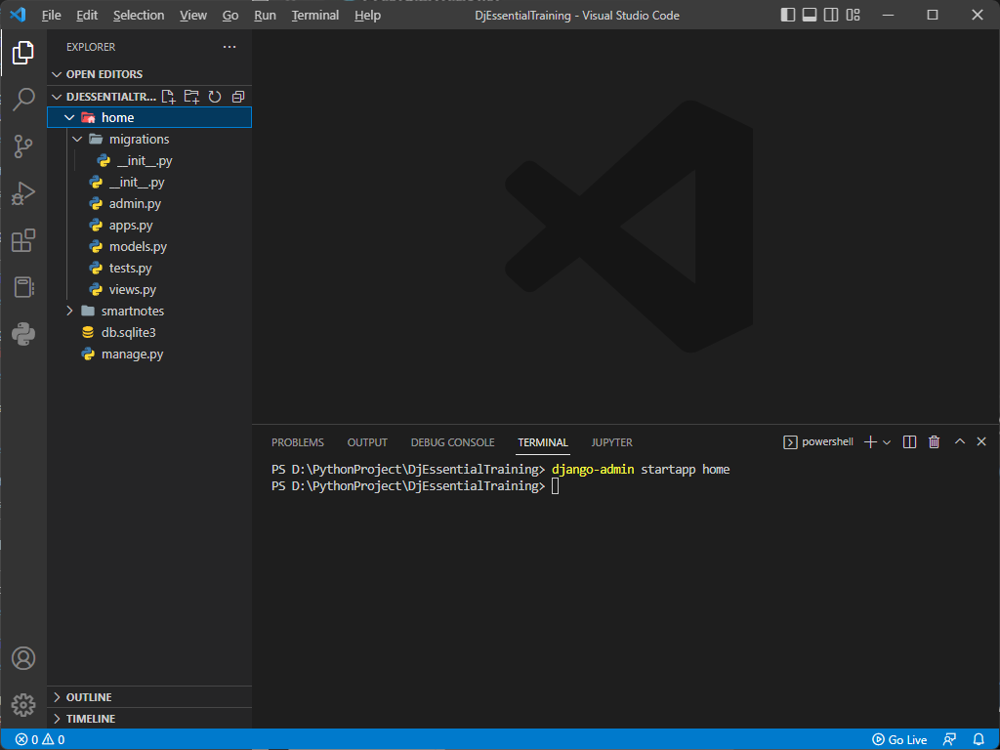 File Edit Selection View Go Run Terminal Help DjEssentialTraining - Visual Studio Code
EXPLORER
OPEN EDITORS
DJESSENTIALTR...
home
migrations
__init__.py
__init__.py
admin.py
apps.py
models.py
tests.py
views.py
smartnotes
db.sqlite3
manage.py
OUTLINE
TIMELINE
PROBLEMS OUTPUT DEBUG CONSOLE TERMINAL JUPYTER powershell
PS D:\PythonProject\DjEssentialTraining> django-admin startapp home
PS D:\PythonProject\DjEssentialTraining>
0 0 Go Live